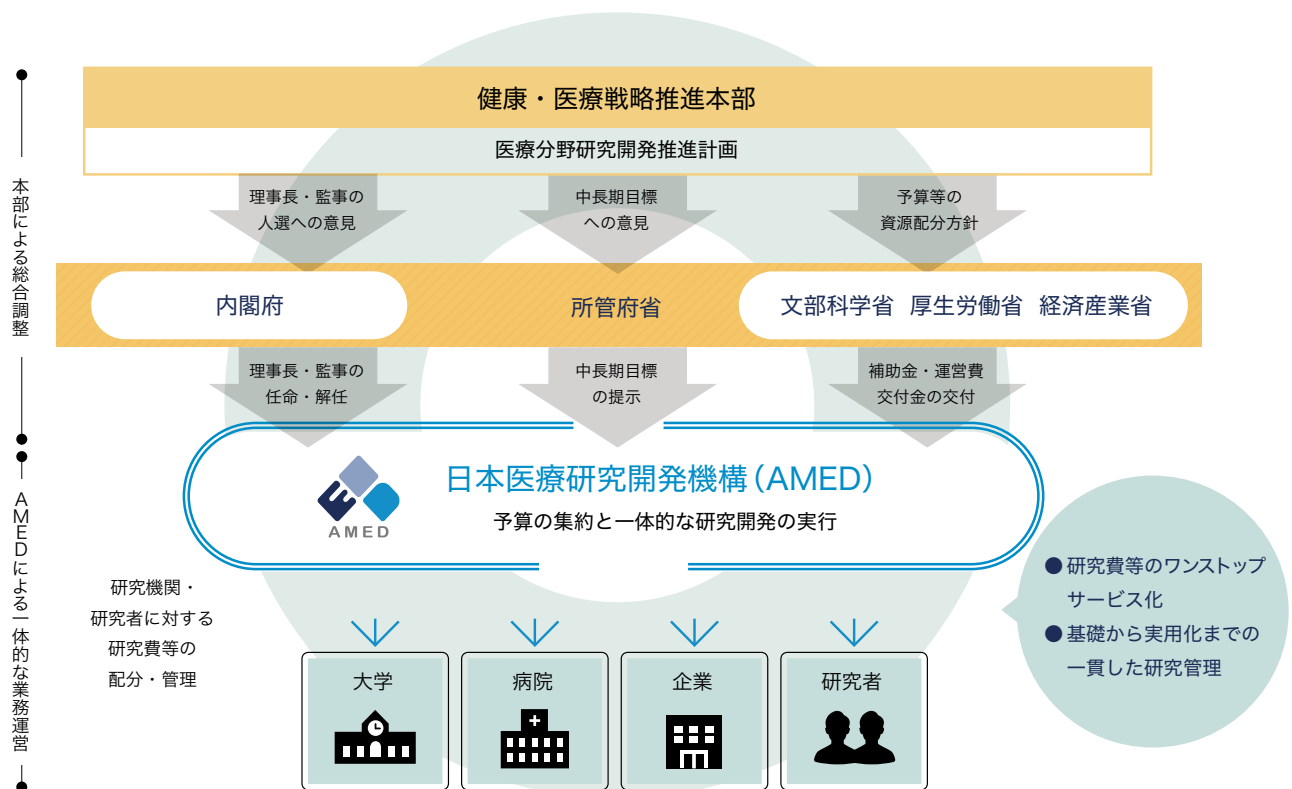 健康・医療戦略推進本部
医療分野研究開発推進計画
本部による総合調整
理事長・監事の
人選への意見
中長期目標
への意見
予算等の
資源配分方針
内閣府
所管府省
文部科学省 厚生労働省 経済産業省
理事長・監事の
任命・解任
中長期目標
の提示
補助金・運営費
交付金の交付
AMED
日本医療研究開発機構(AMED)
予算の集約と一体的な研究開発の実行
AMEDによる一体的な業務運営
研究機関・
研究者に対する
研究費等の
配分・管理
●研究費等のワンストップ
サービス化
●基礎から実用化までの
一貫した研究管理
大学
病院
企業
研究者